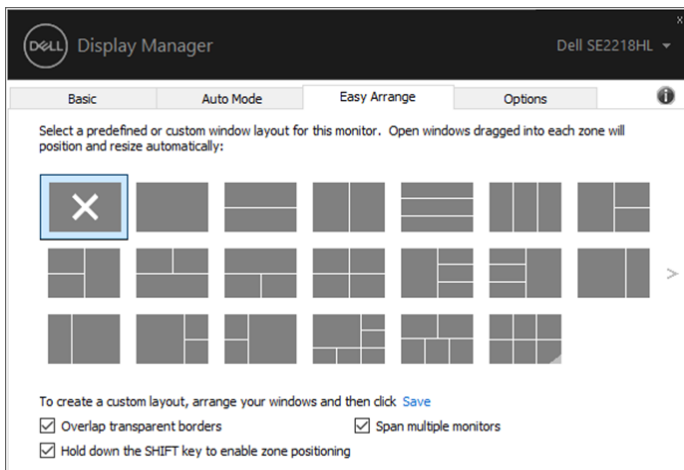 x
DELL Display Manager Dell SE2218HL
Basic Auto Mode Easy Arrange Options i
Select a predefined or custom window layout for this monitor. Open windows dragged into each zone will
position and resize automatically:
To create a custom layout, arrange your windows and then click Save
Overlap transparent borders Span multiple monitors
Hold down the SHIFT key to enable zone positioning